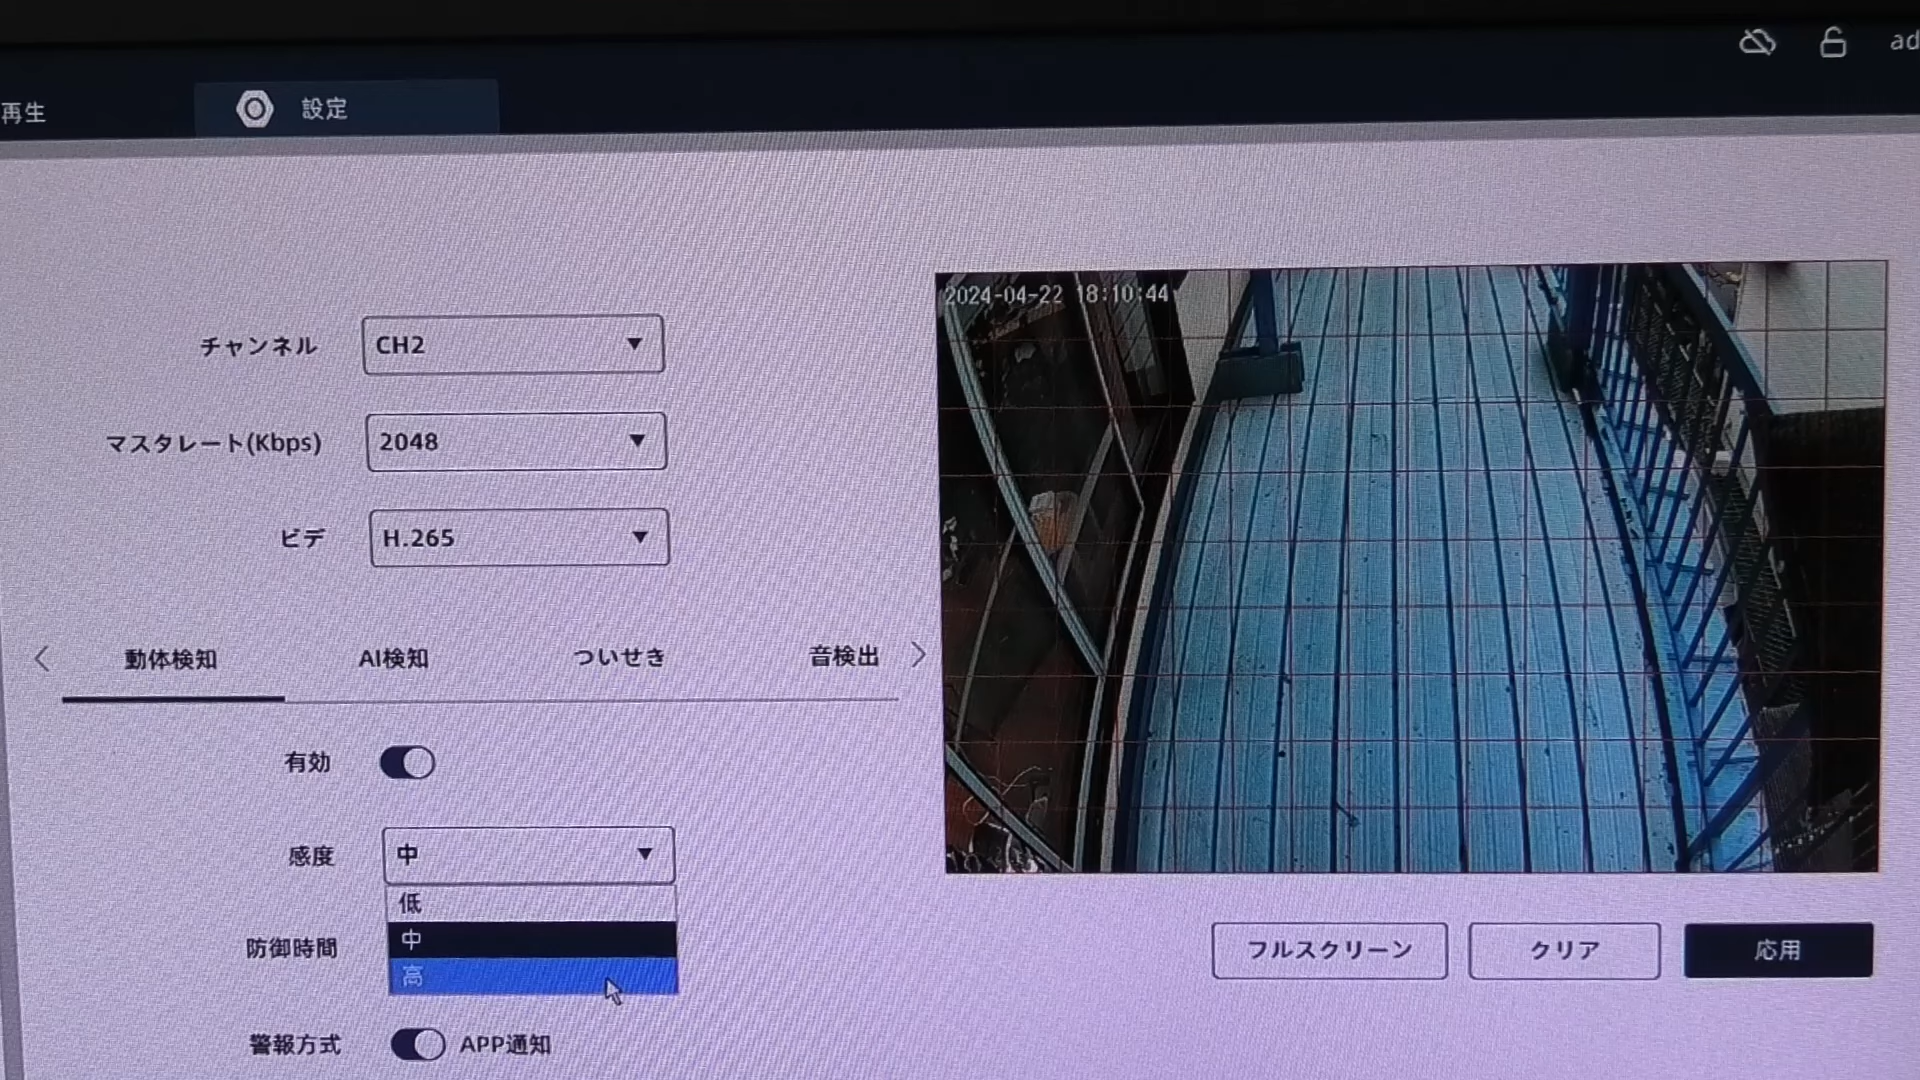 ad
再生
設定
2024-04-22 18:10:44
チャンネル
CH2
マスタレート(Kbps)
2048
ビデ
H.265
動体検知
AI検知
ついせき
音検出
有効
感度
中
低
中
高
防御時間
警報方式
APP通知
フルスクリーン
クリア
応用